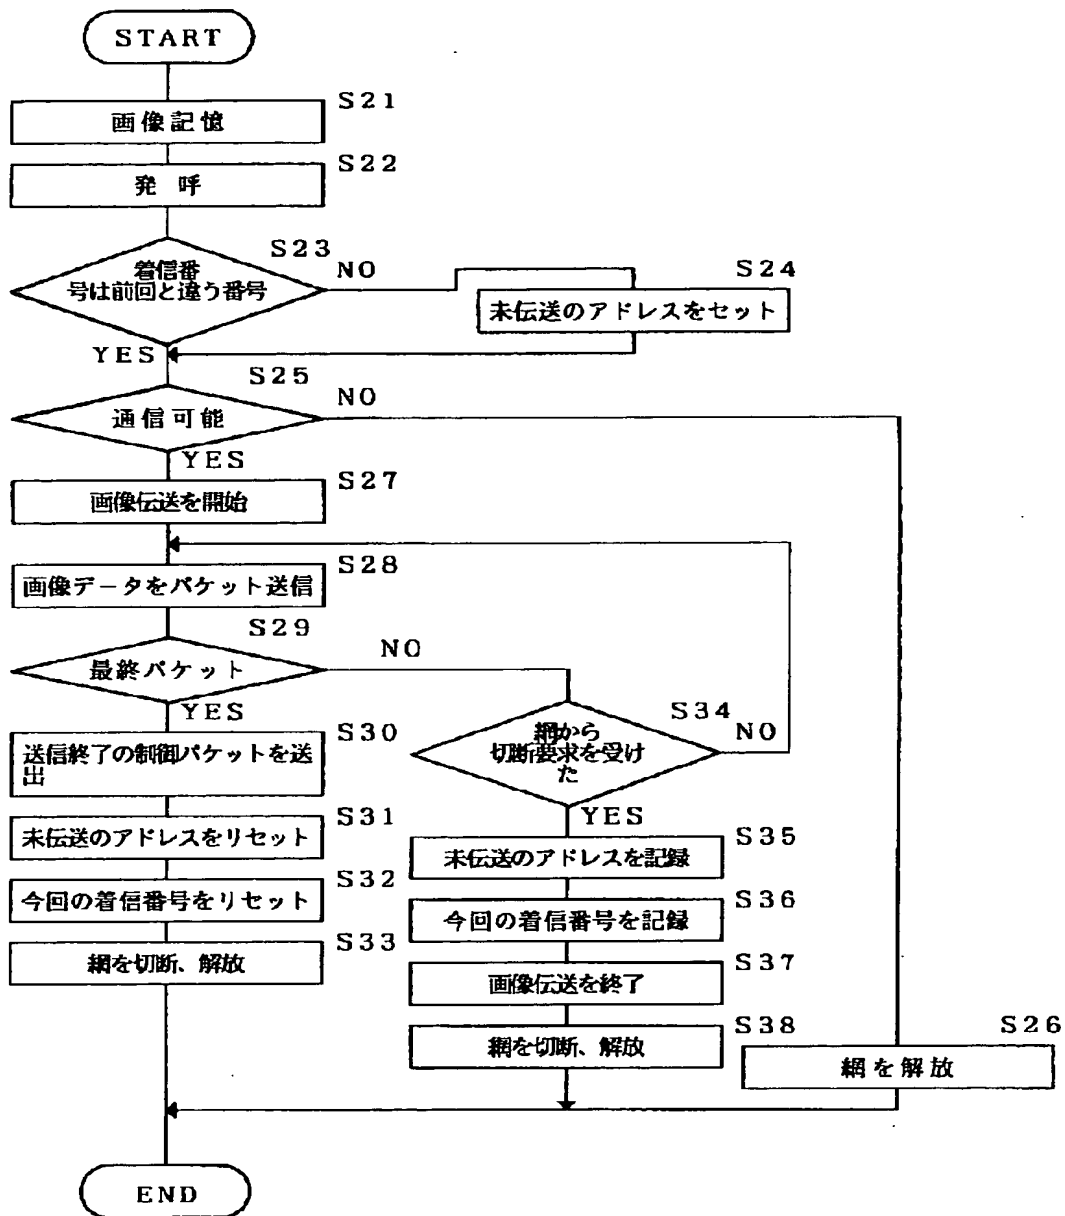 START
S21
画像記憶
S22
発 呼
S23
着信番
号は前回と違う番号
NO
S24
未伝送のアドレスをセット
YES
S25
通信可能
NO
YES
S27
画像伝送を開始
S28
画像データをパケット送信
S29
最終パケット
NO
YES
S34
網から
切断要求を受け
た
NO
YES
S30
送信終了の制御パケットを送
出
S31
未伝送のアドレスをリセット
S32
今回の着信番号をリセット
S33
網を切断、解放
S35
未伝送のアドレスを記録
S36
今回の着信番号を記録
S37
画像伝送を終了
S38
網を切断、解放
S26
網を解放
END